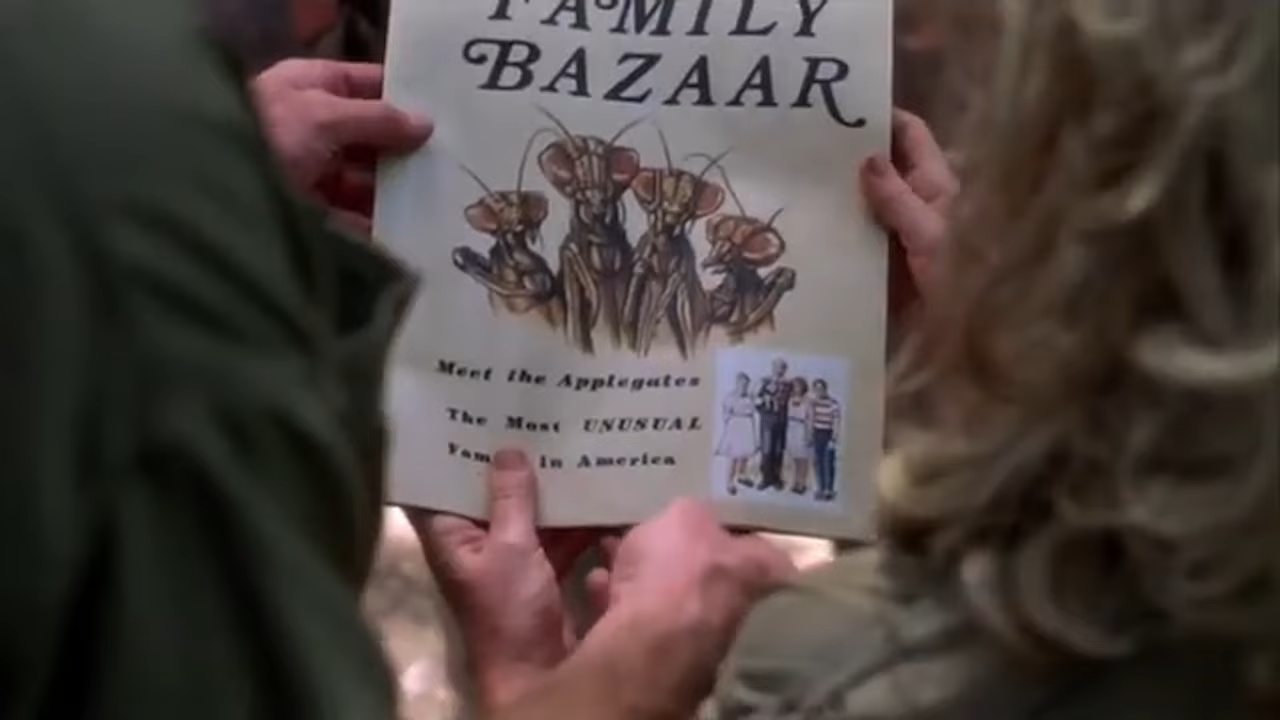 FAMILY
BAZAAR
Meet the Applegates
The Most UNUSUAL
in America